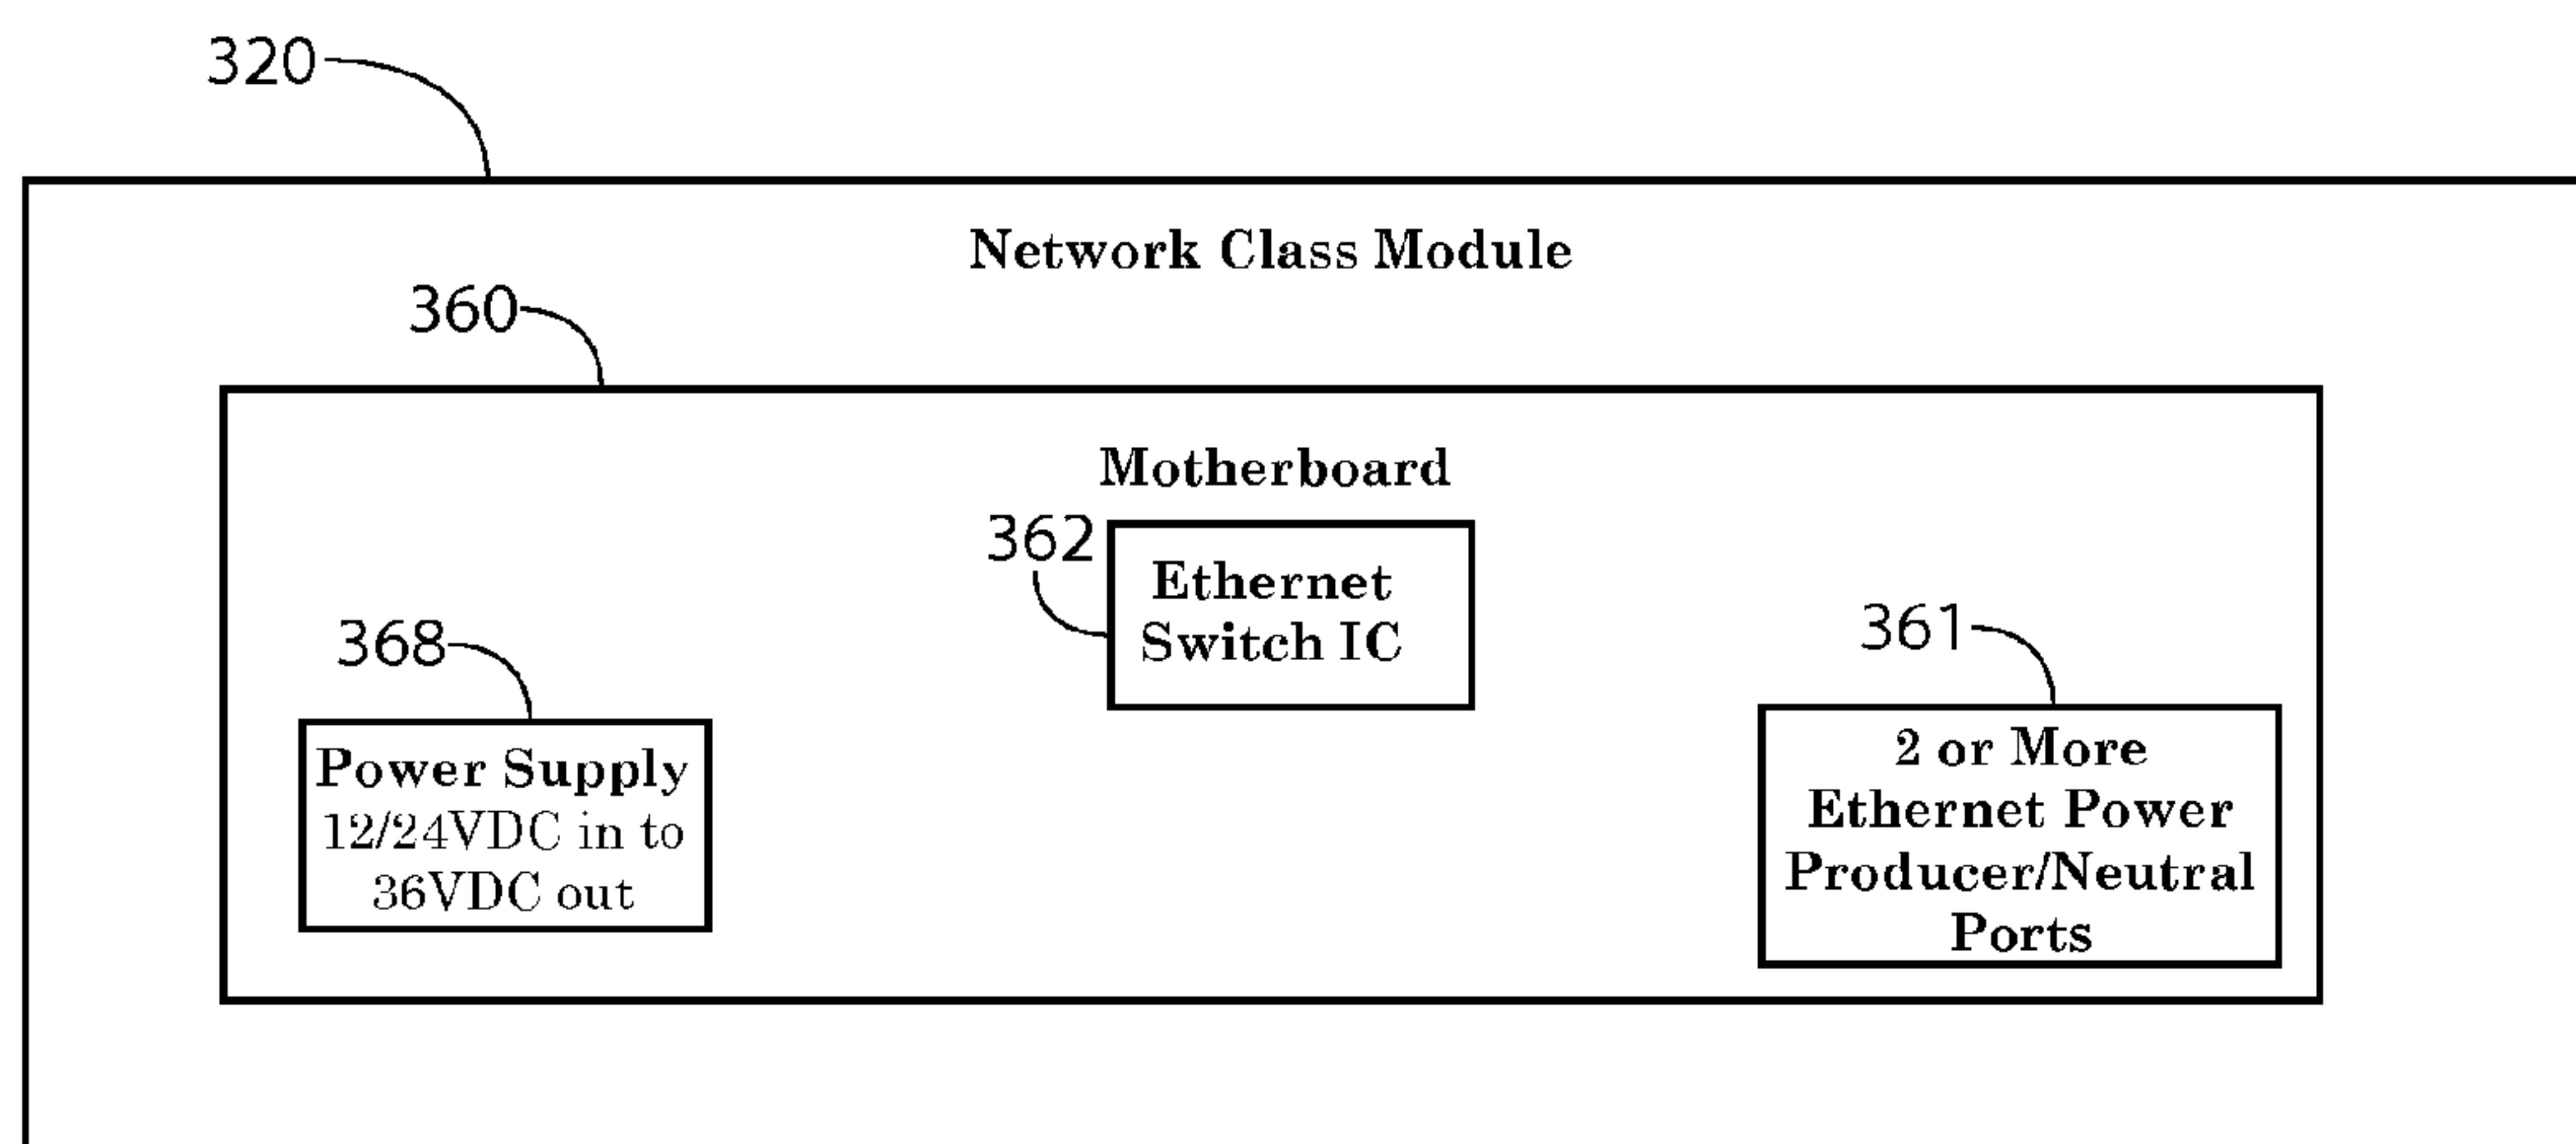 320
Network Class Module
360
Motherboard
362
Ethernet
Switch IC
368
Power Supply
12/24VDC in to
36VDC out
361
2 or More
Ethernet Power
Producer/Neutral
Ports